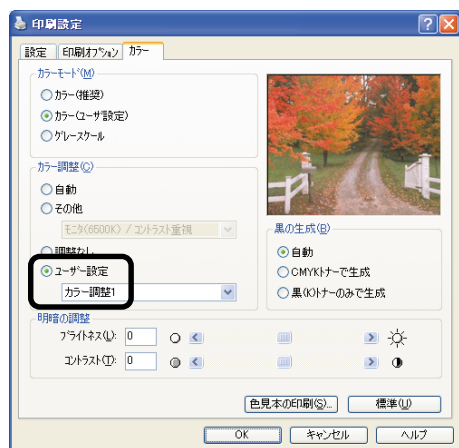 印刷設定
設定 印刷オプション カラー
カラーモード(M)
カラー(推奨)
カラー(ユーザ設定)
グレースケール
カラー調整(C)
自動
その他
モニタ(6500K) / コントラスト重視
調整なし
ユーザー設定
カラー調整1
黒の生成(B)
自動
CMYKトナーで生成
黒(K)トナーのみで生成
明暗の調整
ブライトネス(L): 0
コントラスト(T): 0
色見本の印刷(S)... 標準(U)
OK キャンセル ヘルプ